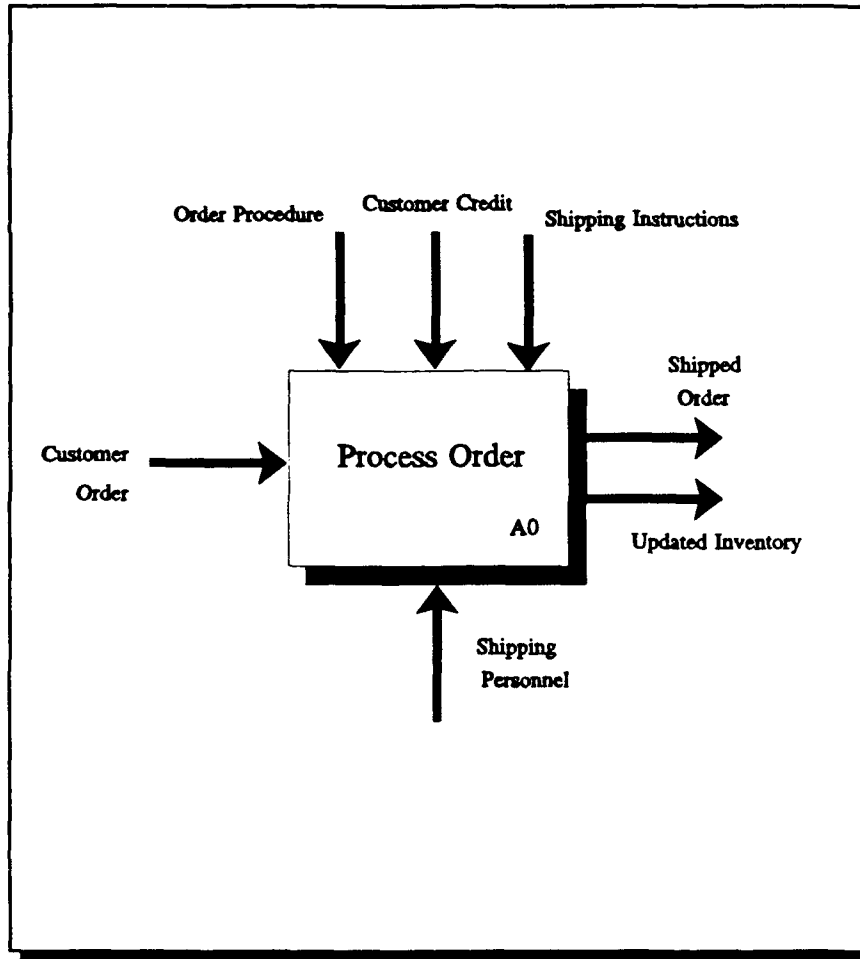 Order Procedure
Customer Credit
Shipping Instructions
Shipped
Order
Customer
Order
Process Order
A0
Updated Inventory
Shipping
Personnel